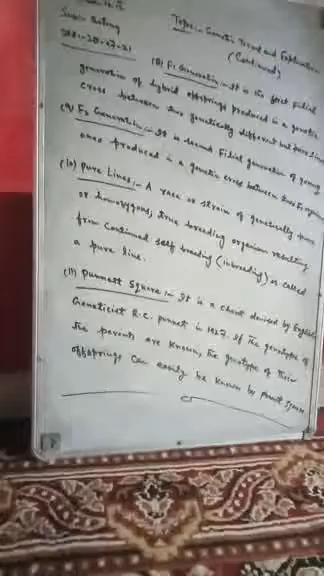 Topic:- Genetic Terms and Explanation
(Continued)
(8) F1 Generation:- It is the first filial
generation of hybrid offsprings produced in a genetic
cross between two genetically different but pure lines
(9) F2 Generation:- It is second filial generation of young
ones produced in a genetic cross between two F1
(10) Pure Lines:- A race or strain of genetically pure
or homozygous, true breeding organism resulting
from continued self breeding (inbreeding) is called
a pure line.
(11) Punnett Square:- It is a chart devised by English
Geneticist R.C. punnet in 1927. If the genotype of
the parents are known, the genotype of their
offsprings can easily be known by